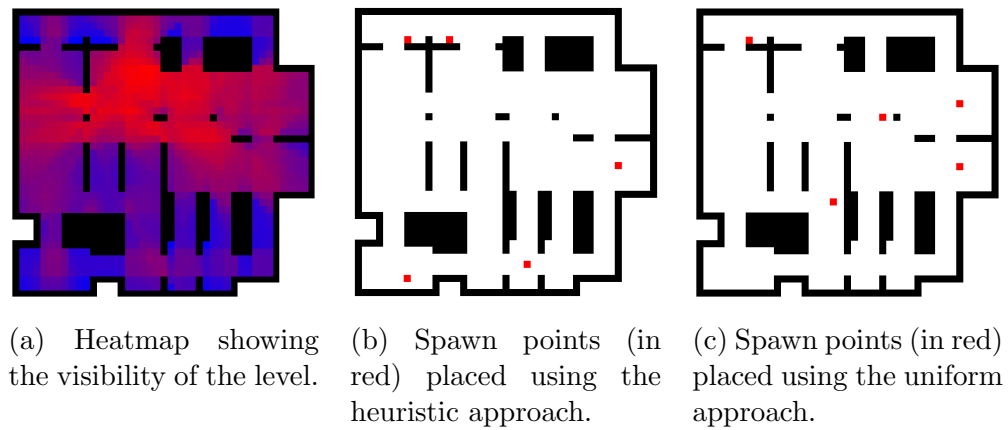 (a) Heatmap showing
the visibility of the level.
(b) Spawn points (in
red) placed using the
heuristic approach.
(c) Spawn points (in red)
placed using the uniform
approach.